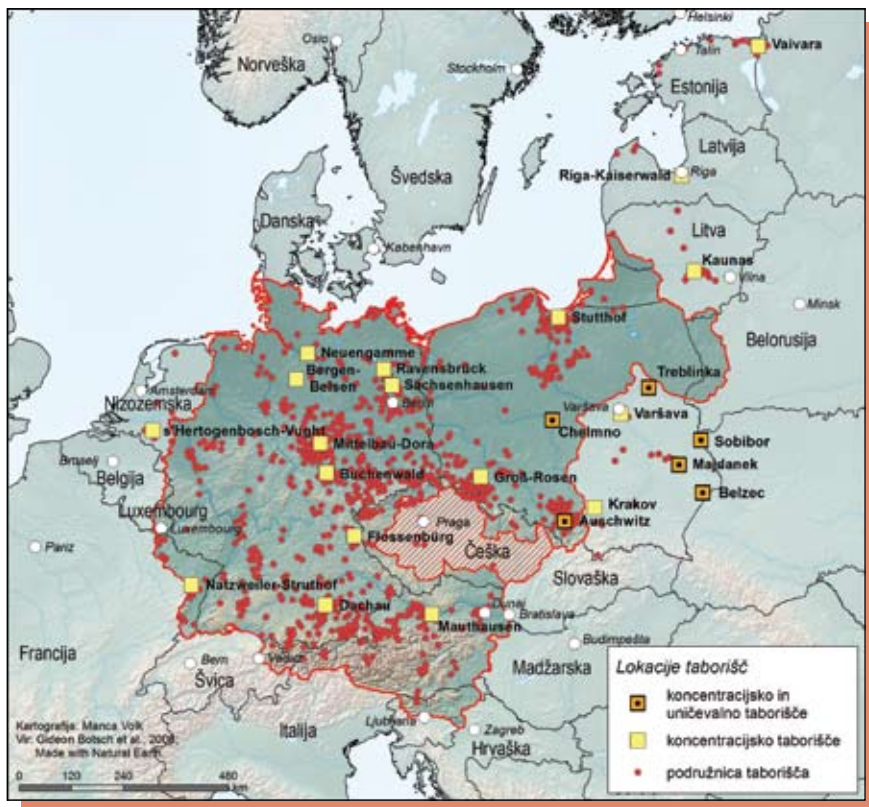 Helsinki
Oslo
Talin
Vaivara
Norveška
Stockholm
Estonija
Latvija
Riga-Kaiserwald
Riga
Švedska
Danska
Litva
København
Kaunas
Vilna
Minsk
Stutthof
Belorusija
Neuengamme
Ravensbrück
Bergen-
Belsen
Sachsenhausen
Treblinka
Amsterdam
Berlin
Nizozemska
Varšava
Varšava
Chelmno
s'Hertogenbosch-Vught
Sobibor
Mittelbau-Dora
Majdanek
Bruselj
Buchenwald
Groß-Rosen
Belgija
Belzec
Luxembourg
Krakov
Praga
Auschwitz
Luxembourg
Flossenbürg
Češka
Pariz
Slovaška
Natzweiler-Struthof
Dachau
Dunaj
Bratislava
Mauthausen
Budimpešta
Francija
Bern
Madžarska
Švica
Italija
Ljubljana
Zagreb
Hrvaška
Lokacije taborišč
koncentracijsko in
uničevalno taborišče
koncentracijsko taborišče
podružnica taborišča
Kartografija: Manca Volk
Vir: Gideon Botsch et al.,
Made with Natural Earth.
0 120 240 480
km